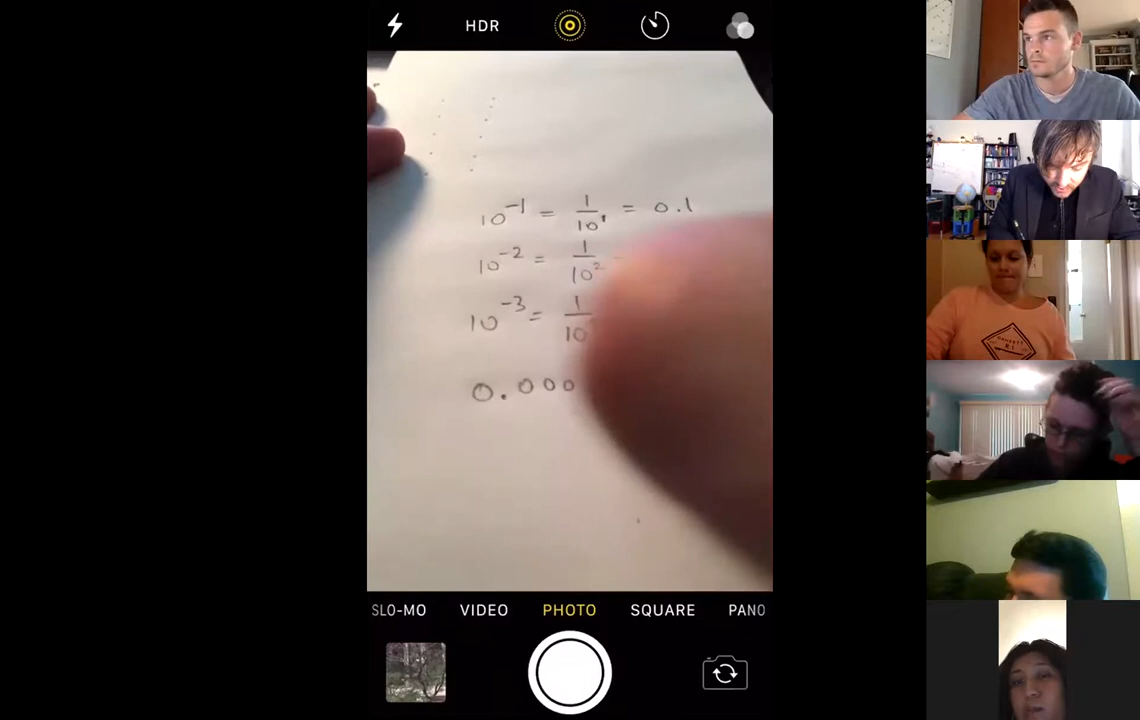 HDR
10⁻¹ = 1/10¹ = 0.1
10⁻² = 1/10²
10⁻³ = 1/10
0.000
SLO-MO VIDEO PHOTO SQUARE PANO